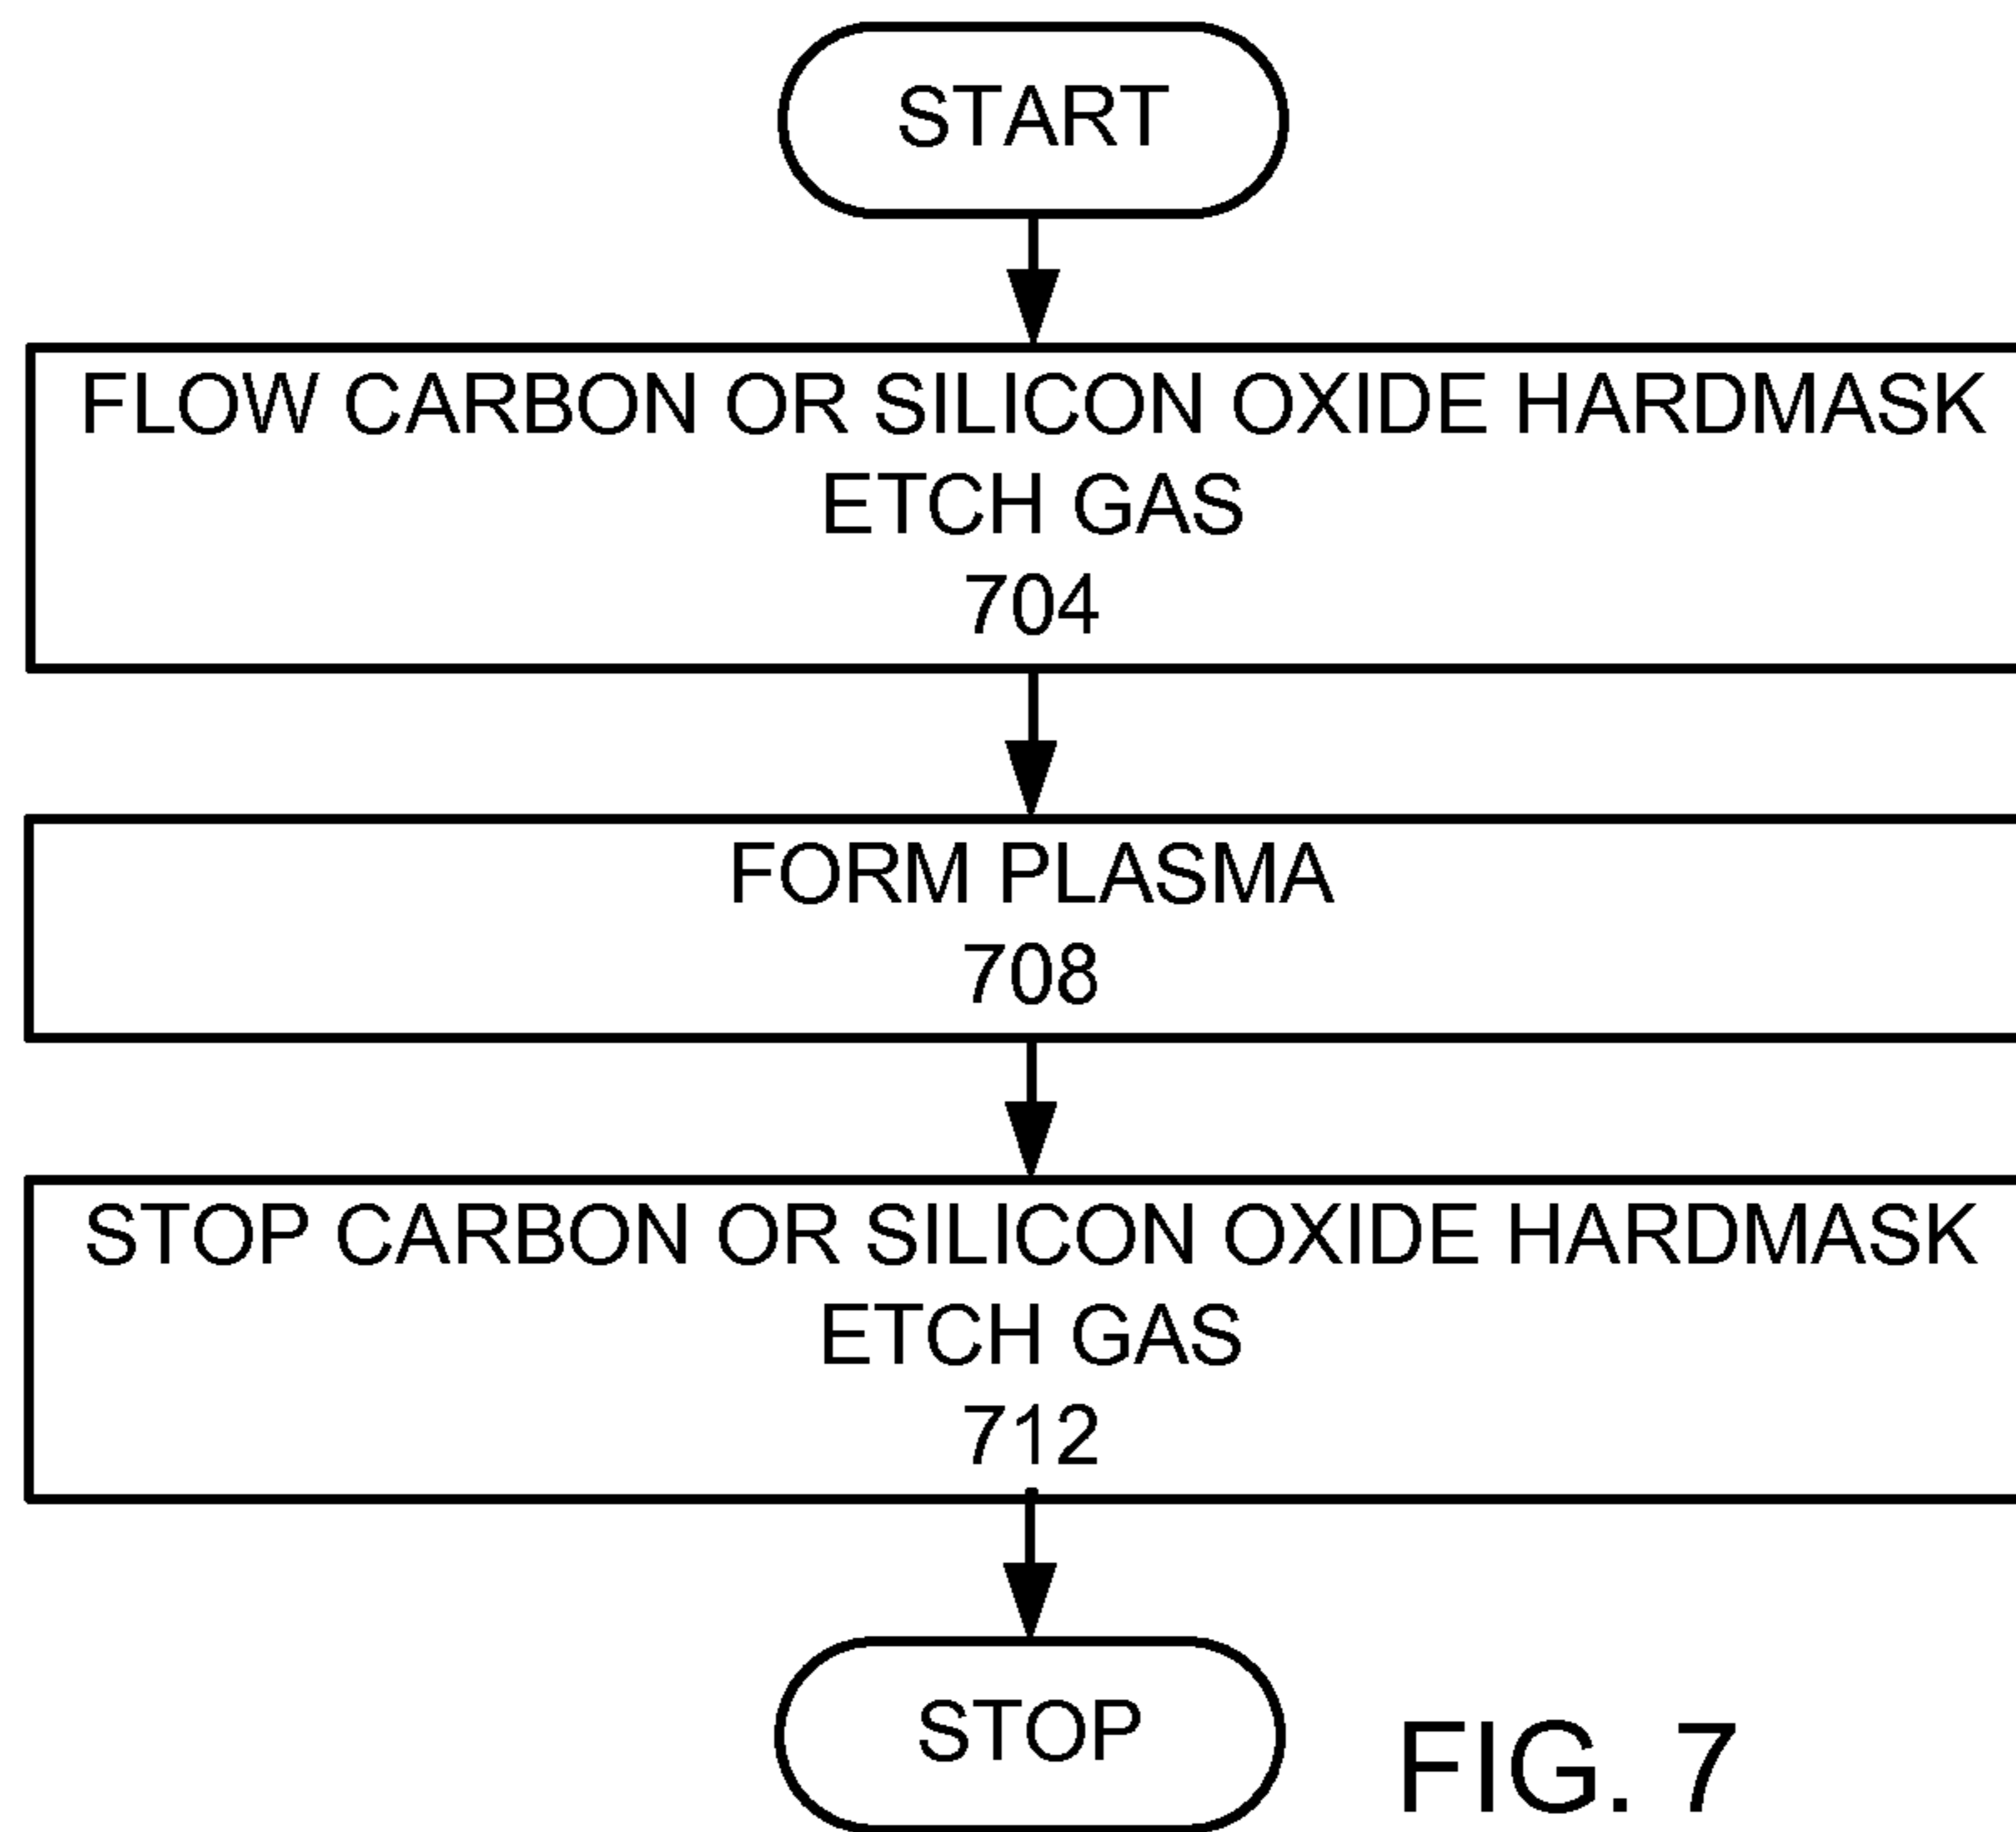 START
FLOW CARBON OR SILICON OXIDE HARDMASK
ETCH GAS
704
FORM PLASMA
708
STOP CARBON OR SILICON OXIDE HARDMASK
ETCH GAS
712
STOP
FIG. 7